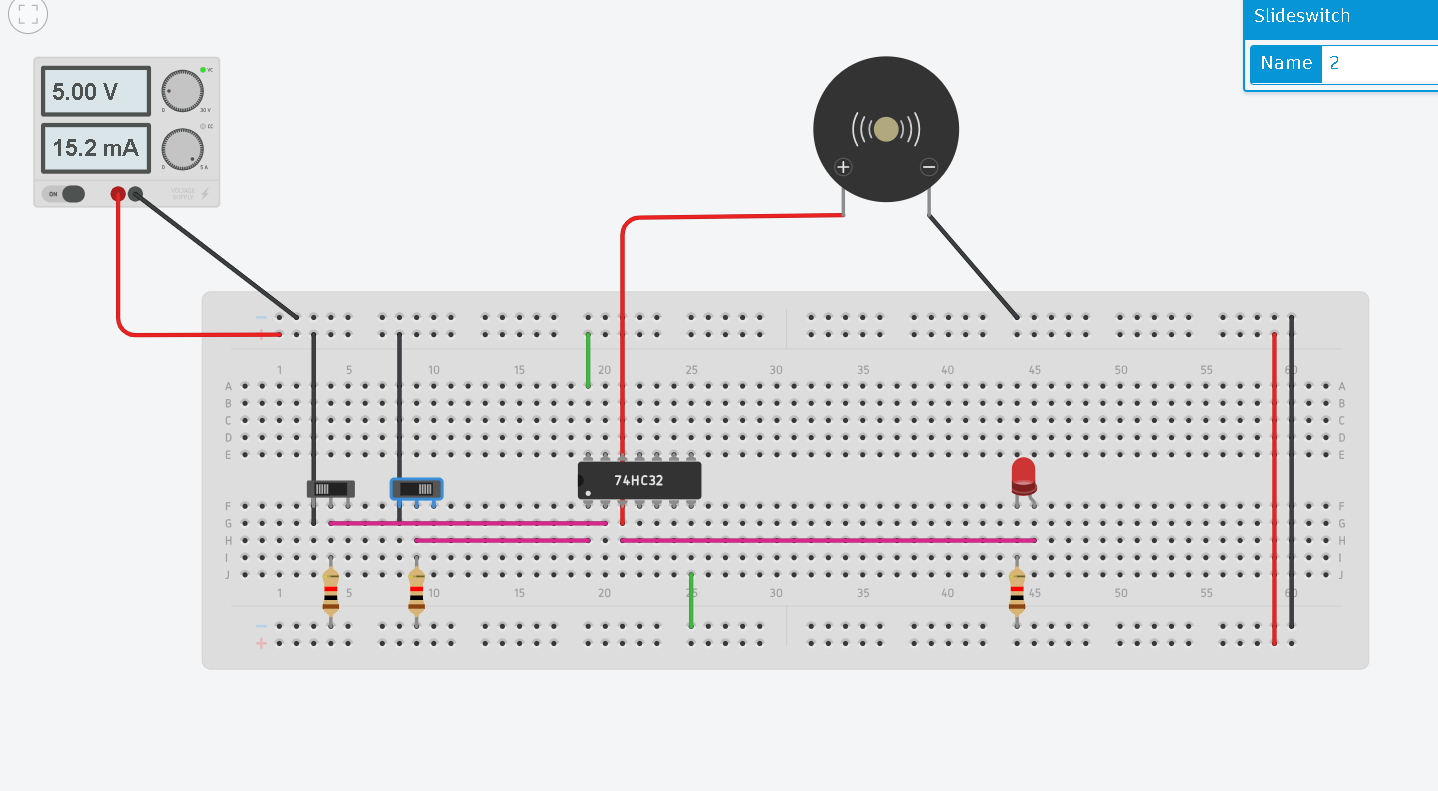 Slideswitch
Name 2
5.00 V
15.2 mA
ON
VOLTAGE
SUPPLY
+ −
−
1 5 10 15 20 25 30 35 40 45 50 55 60
A A
B B
C C
D D
E E
74HC32
F F
G G
H H
I I
J J
1 5 10 15 20 25 30 35 40 45 50 55 60
−
+